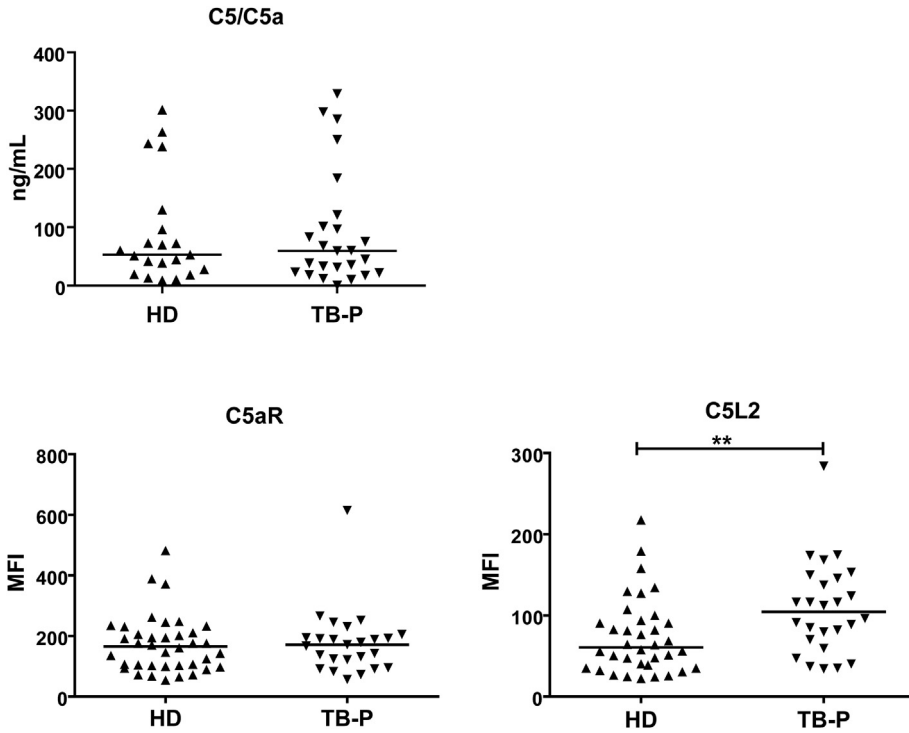 C5/C5a
400
300
200
100
0
ng/mL
HD
TB-P
C5aR
800
600
400
200
0
MFI
HD
TB-P
C5L2
**
300
200
100
0
MFI
HD
TB-P